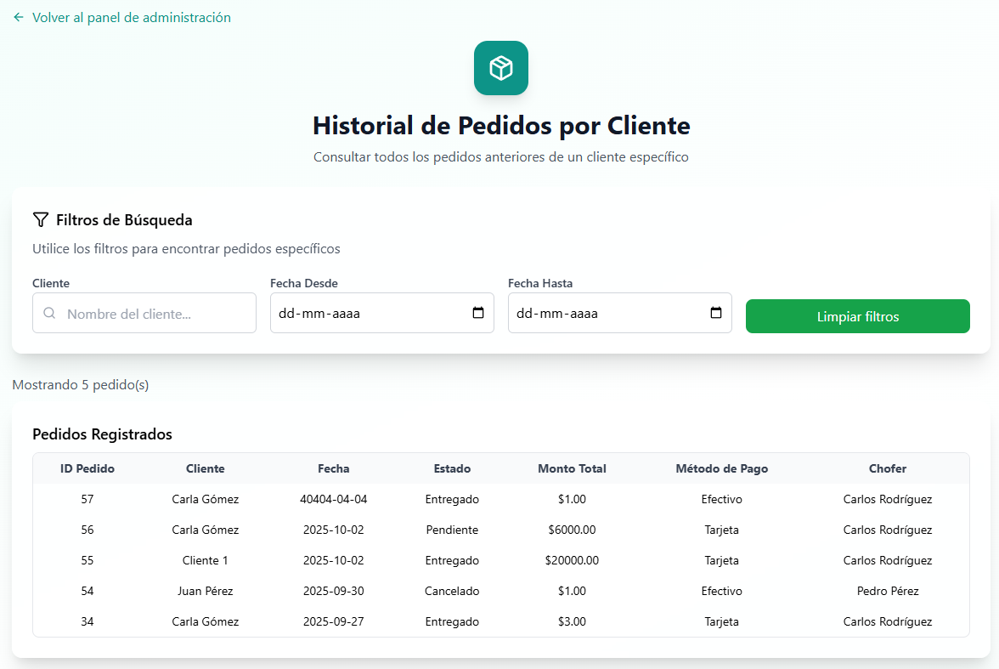 Volver al panel de administración
Historial de Pedidos por Cliente
Consultar todos los pedidos anteriores de un cliente específico
Filtros de Búsqueda
Utilice los filtros para encontrar pedidos específicos
Cliente Fecha Desde Fecha Hasta
Nombre del cliente... dd-mm-aaaa dd-mm-aaaa Limpiar filtros
Mostrando 5 pedido(s)
Pedidos Registrados
ID Pedido Cliente Fecha Estado Monto Total Método de Pago Chofer
57 Carla Gómez 40404-04-04 Entregado $1.00 Efectivo Carlos Rodríguez
56 Carla Gómez 2025-10-02 Pendiente $6000.00 Tarjeta Carlos Rodríguez
55 Cliente 1 2025-10-02 Entregado $20000.00 Tarjeta Carlos Rodríguez
54 Juan Pérez 2025-09-30 Cancelado $1.00 Efectivo Pedro Pérez
34 Carla Gómez 2025-09-27 Entregado $3.00 Tarjeta Carlos Rodríguez